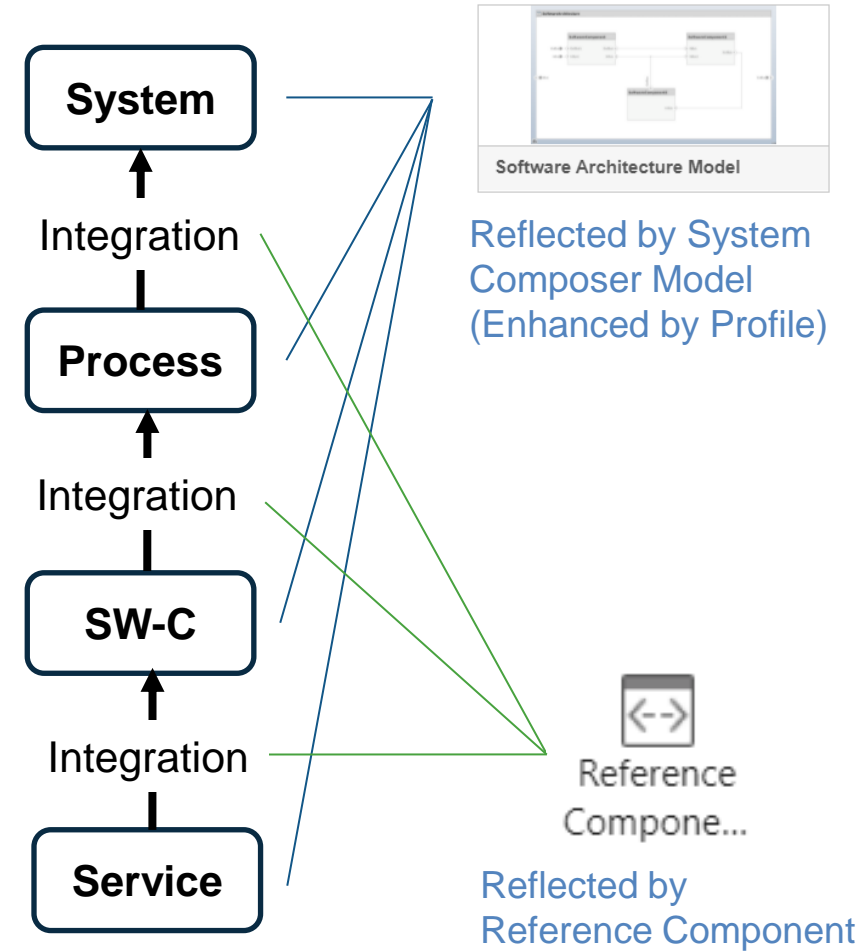 System
Integration
Process
Integration
SW-C
Integration
Service
Software Architecture Model
Reflected by System
Composer Model
(Enhanced by Profile)
Reference
Compone...
Reflected by
Reference Component